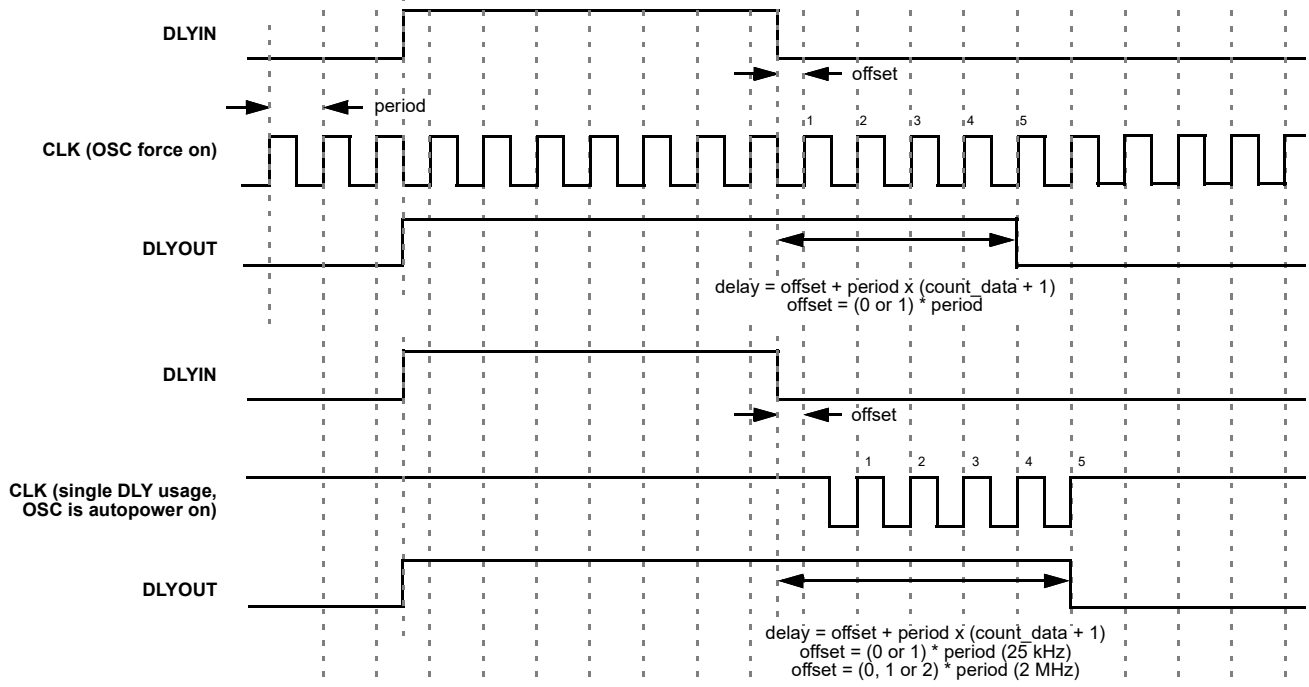 DLYIN
offset
period
1 2 3 4 5
CLK (OSC force on)
DLYOUT
delay = offset + period x (count_data + 1)
offset = (0 or 1) * period
DLYIN
offset
1 2 3 4 5
CLK (single DLY usage,
OSC is autopower on)
DLYOUT
delay = offset + period x (count_data + 1)
offset = (0 or 1) * period (25 kHz)
offset = (0, 1 or 2) * period (2 MHz)